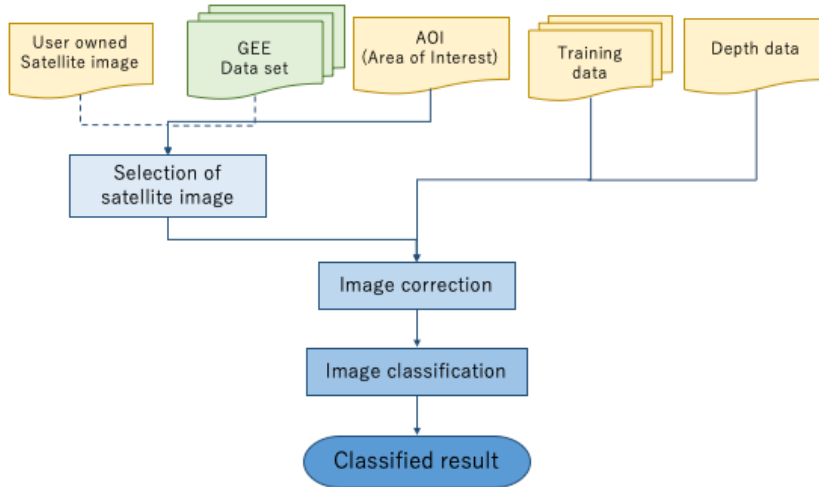 User owned
Satellite image
GEE
Data set
AOI
(Area of Interest)
Training
data
Depth data
Selection of
satellite image
Image correction
Image classification
Classified result